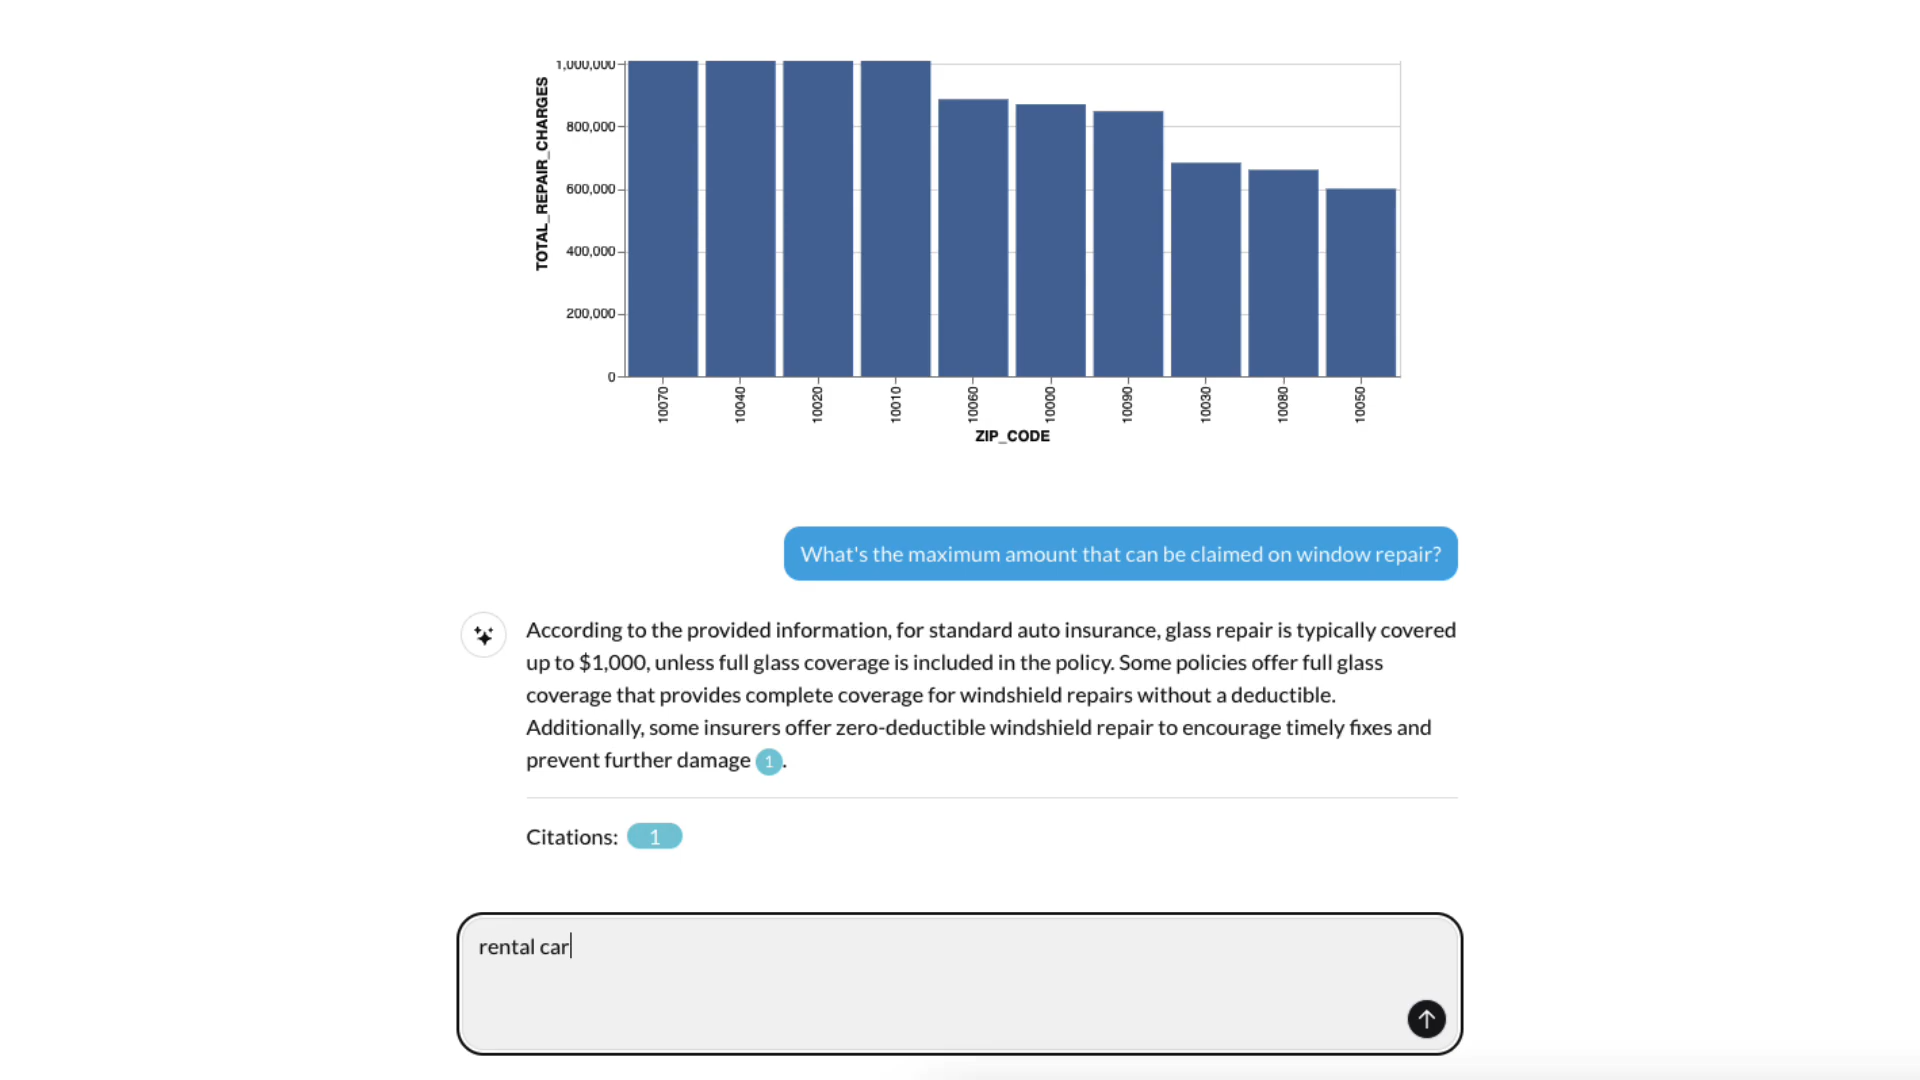 1,000,000
800,000
600,000
400,000
200,000
0
TOTAL_REPAIR_CHARGES
10070 10040 10020 10010 10060 10000 10090 10030 10080 10050
ZIP_CODE
What's the maximum amount that can be claimed on window repair?
According to the provided information, for standard auto insurance, glass repair is typically covered
up to $1,000, unless full glass coverage is included in the policy. Some policies offer full glass
coverage that provides complete coverage for windshield repairs without a deductible.
Additionally, some insurers offer zero-deductible windshield repair to encourage timely fixes and
prevent further damage 1.
Citations: 1
rental car